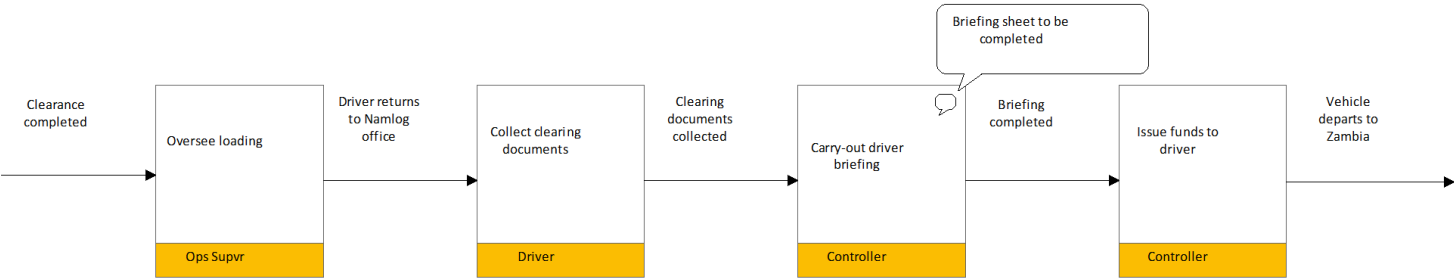 Briefing sheet to be
completed
Clearance
completed
Oversee loading
Ops Supvr
Driver returns
to Namlog
office
Collect clearing
documents
Driver
Clearing
documents
collected
Carry-out driver
briefing
Controller
Briefing
completed
Issue funds to
driver
Controller
Vehicle
departs to
Zambia